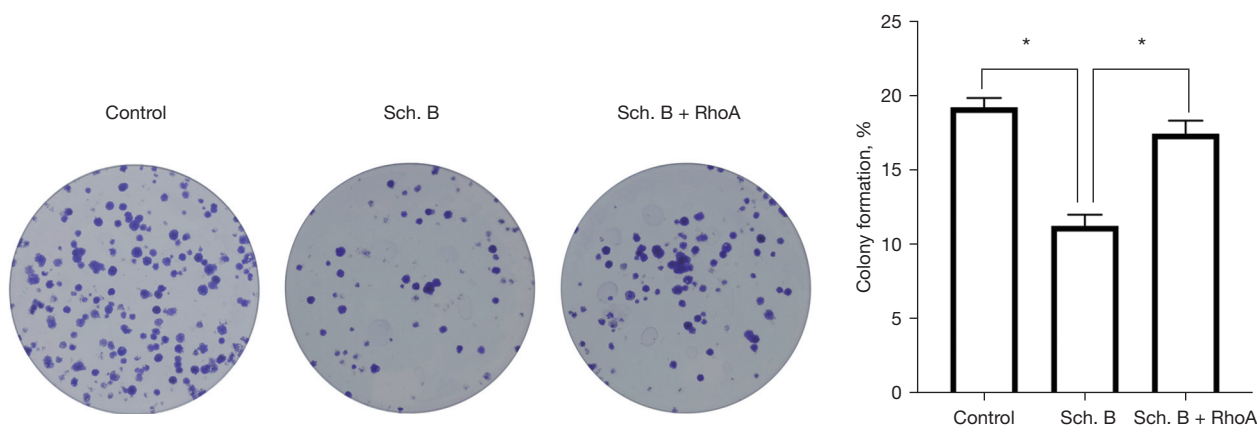 Control
Sch. B
Sch. B + RhoA
Colony formation, %
25
20
15
10
5
0
*
*
Control
Sch. B
Sch. B + RhoA